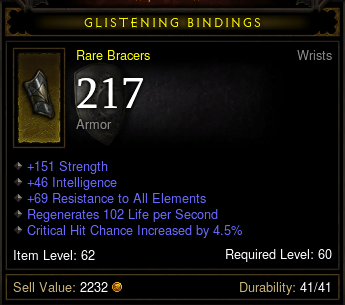 GLISTENING BINDINGS
Rare Bracers Wrists
217
Armor
+151 Strength
+46 Intelligence
+69 Resistance to All Elements
Regenerates 102 Life per Second
Critical Hit Chance Increased by 4.5%
Item Level: 62 Required Level: 60
Sell Value: 2232 Durability: 41/41